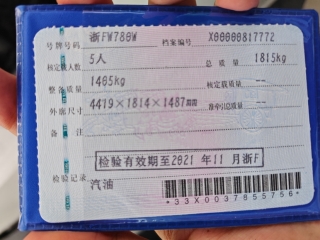 号牌号码 浙FW780W 档案编号 X00000817772
核定载人数 5人 总质量 1815kg
整备质量 1405kg 核定载质量 --
外廓尺寸 4419×1814×1487mm 准牵引总质量 --
备注
检验有效期至2021年11月浙F
检验记录 汽油
*33X0037655756*